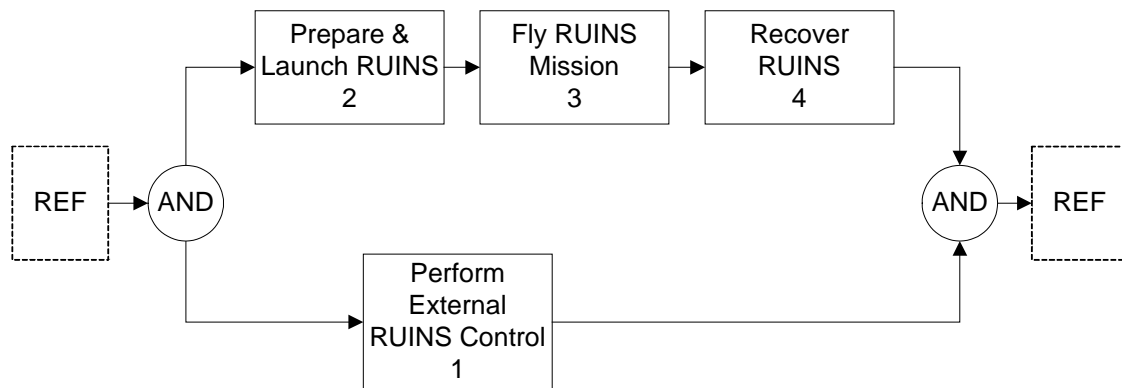 Prepare &
Launch RUINS
2
Fly RUINS
Mission
3
Recover
RUINS
4
REF
AND
AND
REF
Perform
External
RUINS Control
1